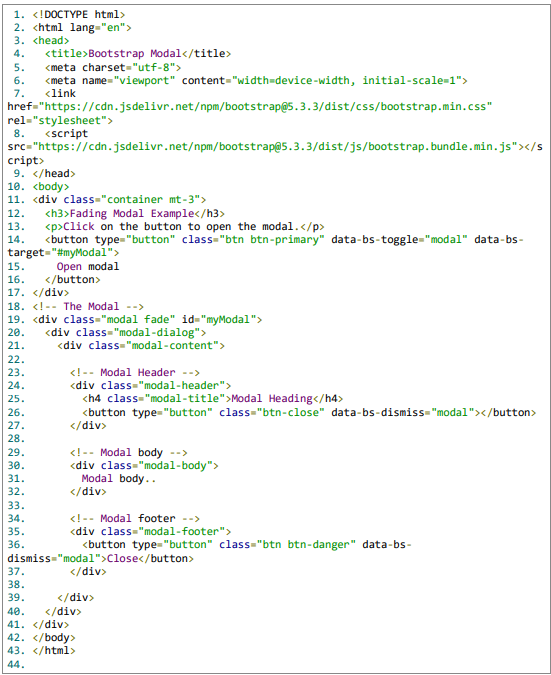 1. <!DOCTYPE html>
2. <html lang="en">
3. <head>
4. <title>Bootstrap Modal</title>
5. <meta charset="utf-8">
6. <meta name="viewport" content="width=device-width, initial-scale=1">
7. <link
href="https://cdn.jsdelivr.net/npm/bootstrap@5.3.3/dist/css/bootstrap.min.css"
rel="stylesheet">
8. <script
src="https://cdn.jsdelivr.net/npm/bootstrap@5.3.3/dist/js/bootstrap.bundle.min.js"></s
cript>
9. </head>
10. <body>
11. <div class="container mt-3">
12. <h3>Fading Modal Example</h3>
13. <p>Click on the button to open the modal.</p>
14. <button type="button" class="btn btn-primary" data-bs-toggle="modal" data-bs-
target="#myModal">
15. Open modal
16. </button>
17. </div>
18. <!-- The Modal -->
19. <div class="modal fade" id="myModal">
20. <div class="modal-dialog">
21. <div class="modal-content">
22.
23. <!-- Modal Header -->
24. <div class="modal-header">
25. <h4 class="modal-title">Modal Heading</h4>
26. <button type="button" class="btn-close" data-bs-dismiss="modal"></button>
27. </div>
28.
29. <!-- Modal body -->
30. <div class="modal-body">
31. Modal body..
32. </div>
33.
34. <!-- Modal footer -->
35. <div class="modal-footer">
36. <button type="button" class="btn btn-danger" data-bs-
dismiss="modal">Close</button>
37. </div>
38.
39. </div>
40. </div>
41. </div>
42. </body>
43. </html>
44.